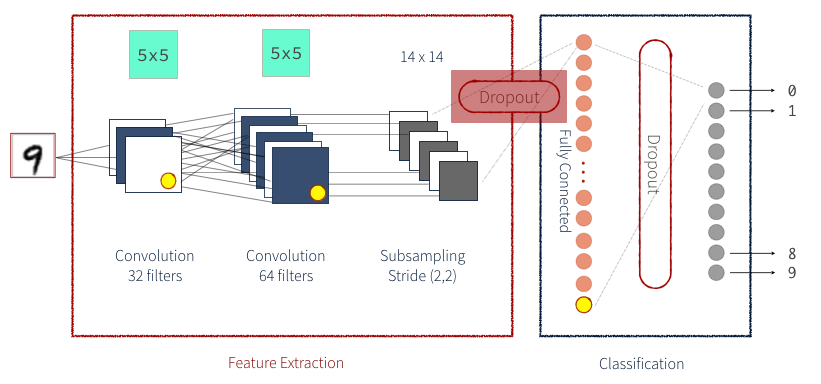 5x5
5x5
14 x 14
Dropout
9
Fully Connected
Dropout
0
1
8
9
Convolution
32 filters
Convolution
64 filters
Subsampling
Stride (2,2)
Feature Extraction
Classification